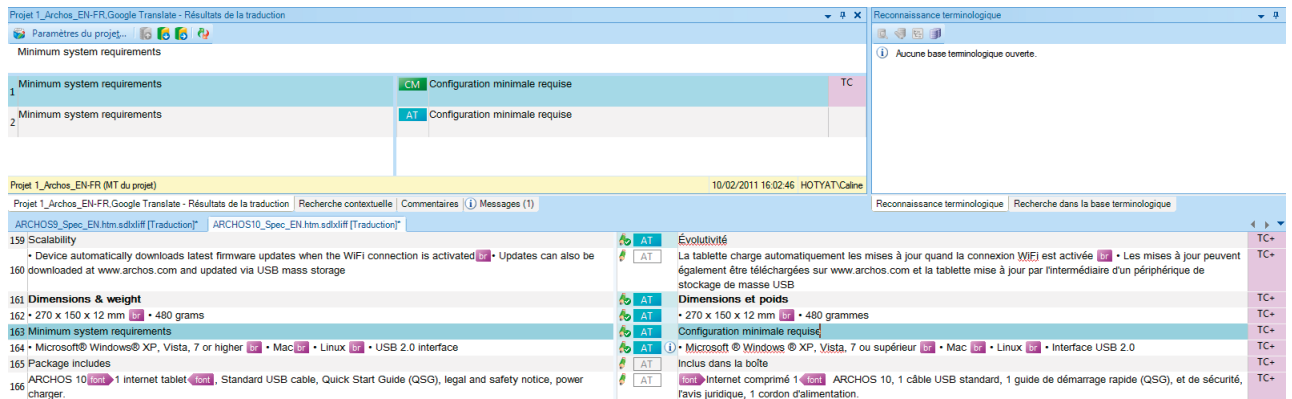 Projet 1_Archos_EN-FR,Google Translate - Résultats de la traduction
Reconnaissance terminologique
Paramètres du projet...
Minimum system requirements
Aucune base terminologique ouverte.
1 Minimum system requirements CM Configuration minimale requise TC
2 Minimum system requirements AT Configuration minimale requise
Projet 1_Archos_EN-FR (MT du projet) 10/02/2011 16:02:46 HOTYAT\Caline
Projet 1_Archos_EN-FR,Google Translate - Résultats de la traduction Recherche contextuelle Commentaires Messages (1)
Reconnaissance terminologique Recherche dans la base terminologique
ARCHOS9_Spec_EN.htm.sdlxliff [Traduction]* ARCHOS10_Spec_EN.htm.sdlxliff [Traduction]*
159 Scalability AT Évolutivité TC+
160 • Device automatically downloads latest firmware updates when the WiFi connection is activated br • Updates can also be
downloaded at www.archos.com and updated via USB mass storage
AT La tablette charge automatiquement les mises à jour quand la connexion WiFi est activée br • Les mises à jour peuvent TC+
également être téléchargées sur www.archos.com et la tablette mise à jour par l'intermédiaire d'un périphérique de
stockage de masse USB
161 Dimensions & weight AT Dimensions et poids TC+
162 • 270 x 150 x 12 mm br • 480 grams AT • 270 x 150 x 12 mm br • 480 grammes TC+
163 Minimum system requirements AT Configuration minimale requise TC+
164 • Microsoft® Windows® XP, Vista, 7 or higher br • Mac br • Linux br • USB 2.0 interface AT • Microsoft ® Windows ® XP, Vista, 7 ou supérieur br • Mac br • Linux br • Interface USB 2.0 TC+
165 Package includes AT Inclus dans la boîte TC+
166 ARCHOS 10 font 1 internet tablet font , Standard USB cable, Quick Start Guide (QSG), legal and safety notice, power
charger.
AT font Internet comprimé 1 font ARCHOS 10, 1 câble USB standard, 1 guide de démarrage rapide (QSG), et de sécurité, TC+
l'avis juridique, 1 cordon d'alimentation.